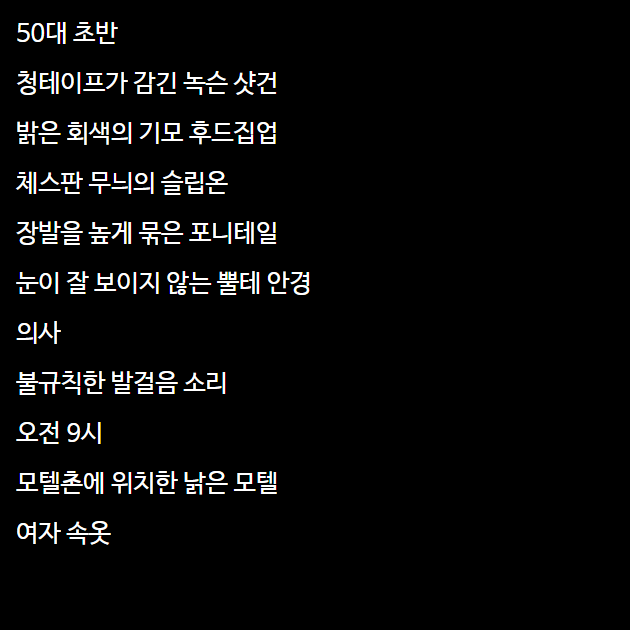 50대 초반
청테이프가 감긴 녹슨 샷건
밝은 회색의 기모 후드집업
체스판 무늬의 슬립온
장발을 높게 묶은 포니테일
눈이 잘 보이지 않는 뿔테 안경
의사
불규칙한 발걸음 소리
오전 9시
모텔촌에 위치한 낡은 모텔
여자 속옷